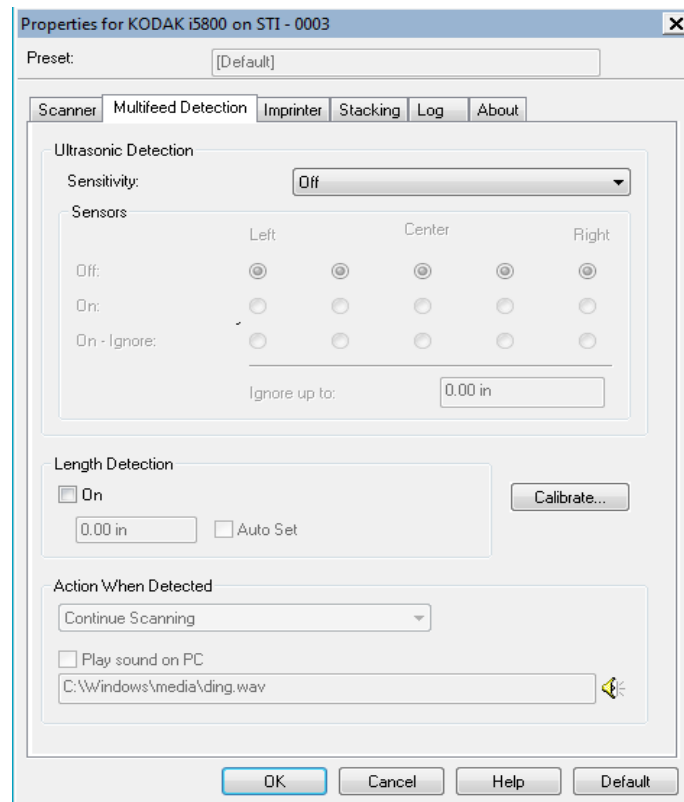 Properties for KODAK i5800 on STI - 0003
Preset: [Default]
Scanner Multifeed Detection Imprinter Stacking Log About
Ultrasonic Detection
Sensitivity: Off
Sensors
Left Center Right
Off:
On:
On - Ignore:
Ignore up to: 0.00 in
Length Detection
On
Calibrate...
0.00 in Auto Set
Action When Detected
Continue Scanning
Play sound on PC
C:\Windows\media\ding.wav
OK Cancel Help Default